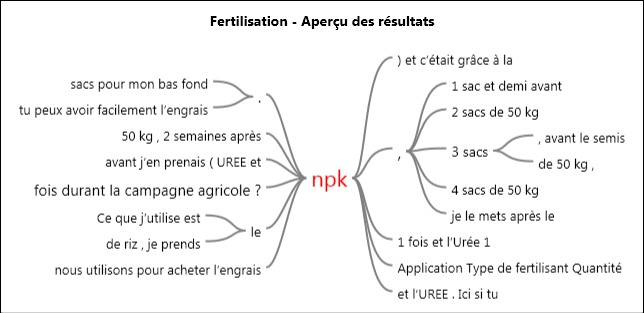 Fertilisation - Aperçu des résultats
sacs pour mon bas fond
tu peux avoir facilement l'engrais
.
50 kg , 2 semaines après
avant j'en prenais ( UREE et
fois durant la campagne agricole ?
Ce que j'utilise est
de riz , je prends
le
nous utilisons pour acheter l'engrais
npk
) et c'était grâce à la
,
1 sac et demi avant
2 sacs de 50 kg
3 sacs
, avant le semis
de 50 kg ,
4 sacs de 50 kg
je le mets après le
1 fois et l'Urée 1
Application Type de fertilisant Quantité
et l'UREE . Ici si tu